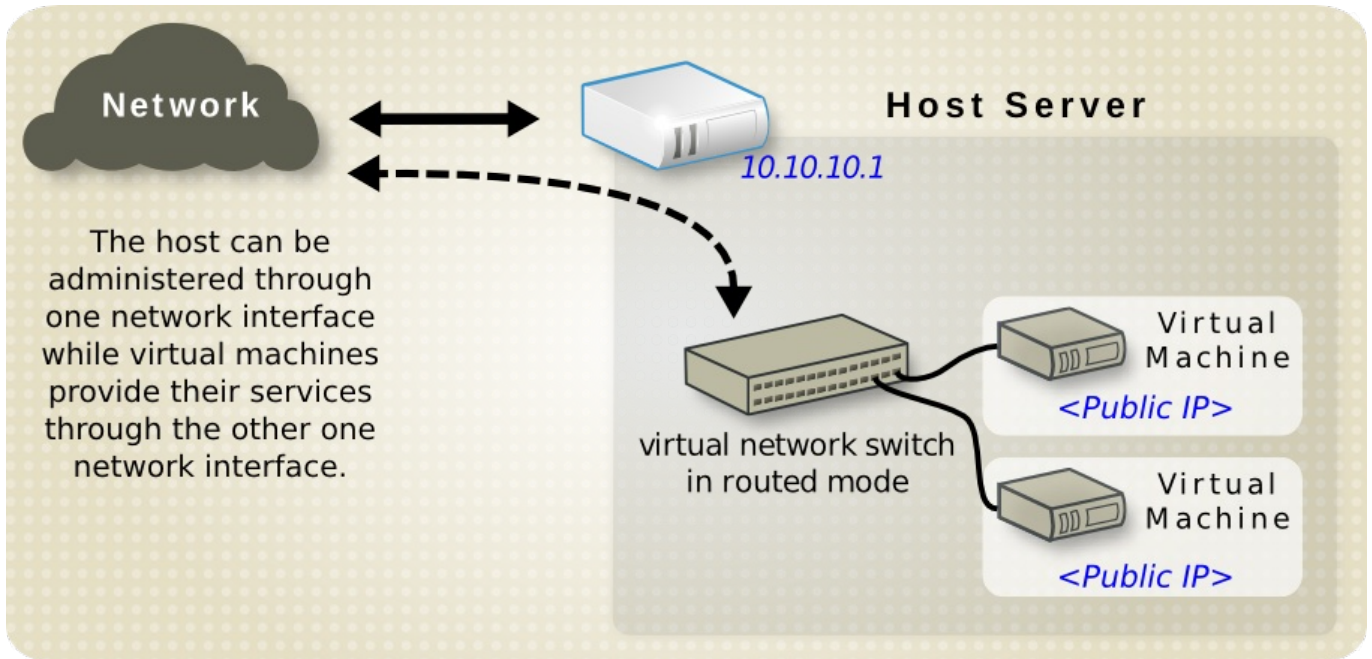 Network
Host Server
10.10.10.1
The host can be
administered through
one network interface
while virtual machines
provide their services
through the other one
network interface.
virtual network switch
in routed mode
Virtual
Machine
<Public IP>
Virtual
Machine
<Public IP>